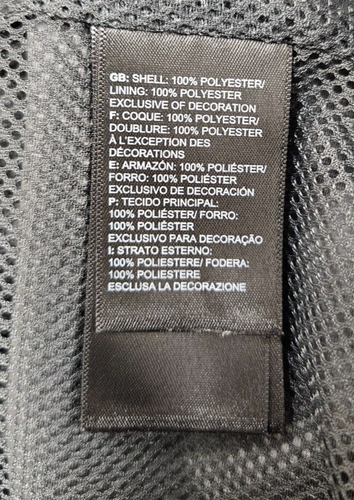 GB: SHELL: 100% POLYESTER/
LINING: 100% POLYESTER
EXCLUSIVE OF DECORATION
F: COQUE: 100% POLYESTER/
DOUBLURE: 100% POLYESTER
À L'EXCEPTION DES
DÉCORATIONS
E: ARMAZÓN: 100% POLIÉSTER/
FORRO: 100% POLIÉSTER
EXCLUSIVO DE DECORACIÓN
P: TECIDO PRINCIPAL:
100% POLIÉSTER/ FORRO:
100% POLIÉSTER
EXCLUSIVO PARA DECORAÇÃO
I: STRATO ESTERNO:
100% POLIESTERE/ FODERA:
100% POLIESTERE
ESCLUSA LA DECORAZIONE